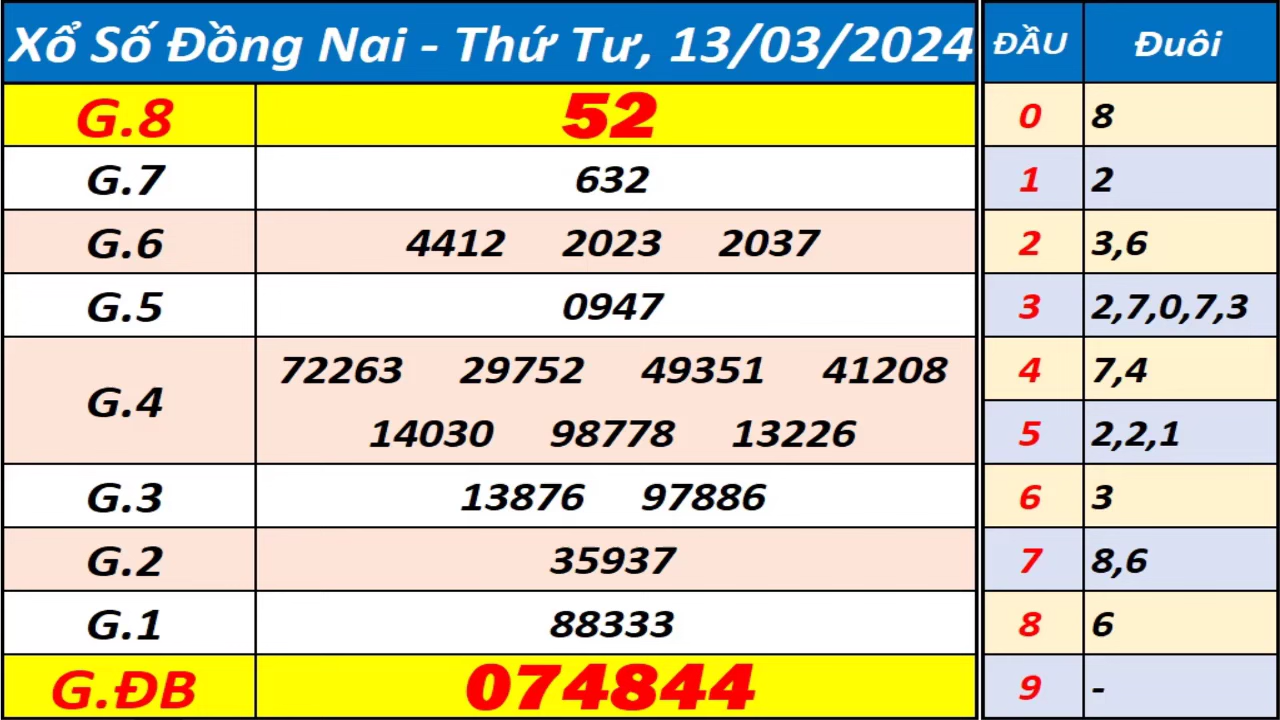 Xổ Số Đồng Nai - Thứ Tư, 13/03/2024 ĐẦU Đuôi
G.8 52 0 8
G.7 632 1 2
G.6 4412 2023 2037 2 3,6
G.5 0947 3 2,7,0,7,3
72263 29752 49351 41208 4 7,4
G.4
14030 98778 13226 5 2,2,1
G.3 13876 97886 6 3
G.2 35937 7 8,6
G.1 88333 8 6
G.ĐB 074844 9 -